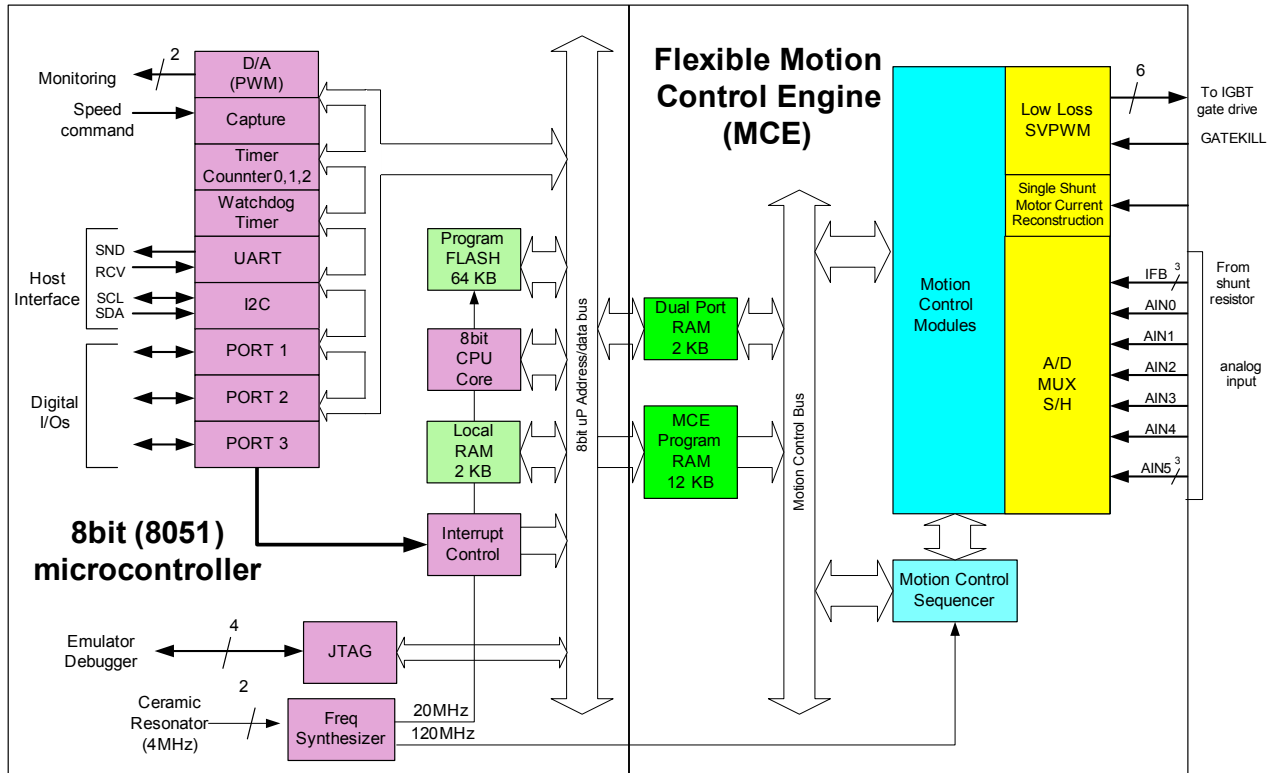 2
Monitoring
Speed
command
D/A
(PWM)
Capture
Timer
Counnter0,1,2
Watchdog
Timer
UART
I2C
PORT 1
PORT 2
PORT 3
SND
RCV
SCL
SDA
Host
Interface
Digital
I/Os
8bit (8051)
microcontroller
Program
FLASH
64 KB
8bit
CPU
Core
Local
RAM
2 KB
Interrupt
Control
4
Emulator
Debugger
JTAG
2
Ceramic
Resonator
(4MHz)
Freq
Synthesizer
20MHz
120MHz
8bit uP Address/data bus
Flexible Motion
Control Engine
(MCE)
Dual Port
RAM
2 KB
MCE
Program
RAM
12 KB
Motion Control Bus
Motion
Control
Modules
Low Loss
SVPWM
Single Shunt
Motor Current
Reconstruction
A/D
MUX
S/H
Motion Control
Sequencer
6
To IGBT
gate drive
GATEKILL
IFB
3
From
shunt
resistor
AIN0
AIN1
AIN2
analog
input
AIN3
AIN4
AIN5
3